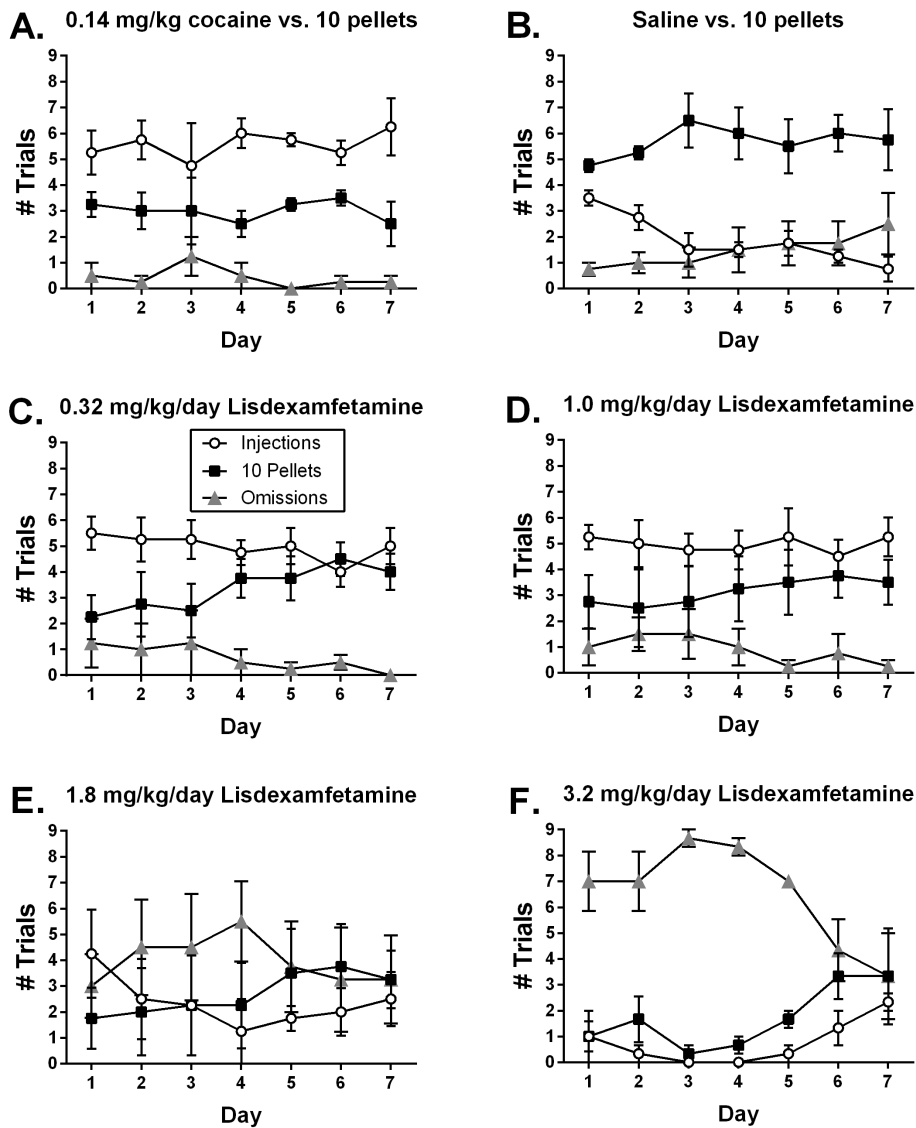 A. 0.14 mg/kg cocaine vs. 10 pellets
# Trials
9
8
7
6
5
4
3
2
1
0
1 2 3 4 5 6 7
Day
B. Saline vs. 10 pellets
# Trials
9
8
7
6
5
4
3
2
1
0
1 2 3 4 5 6 7
Day
C. 0.32 mg/kg/day Lisdexamfetamine
Injections
10 Pellets
Omissions
# Trials
9
8
7
6
5
4
3
2
1
0
1 2 3 4 5 6 7
Day
D. 1.0 mg/kg/day Lisdexamfetamine
# Trials
9
8
7
6
5
4
3
2
1
0
1 2 3 4 5 6 7
Day
E. 1.8 mg/kg/day Lisdexamfetamine
# Trials
9
8
7
6
5
4
3
2
1
0
1 2 3 4 5 6 7
Day
F. 3.2 mg/kg/day Lisdexamfetamine
# Trials
9
8
7
6
5
4
3
2
1
0
1 2 3 4 5 6 7
Day